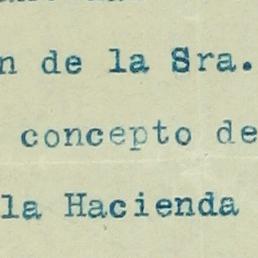 n de la Sra.
concepto de
la Hacienda